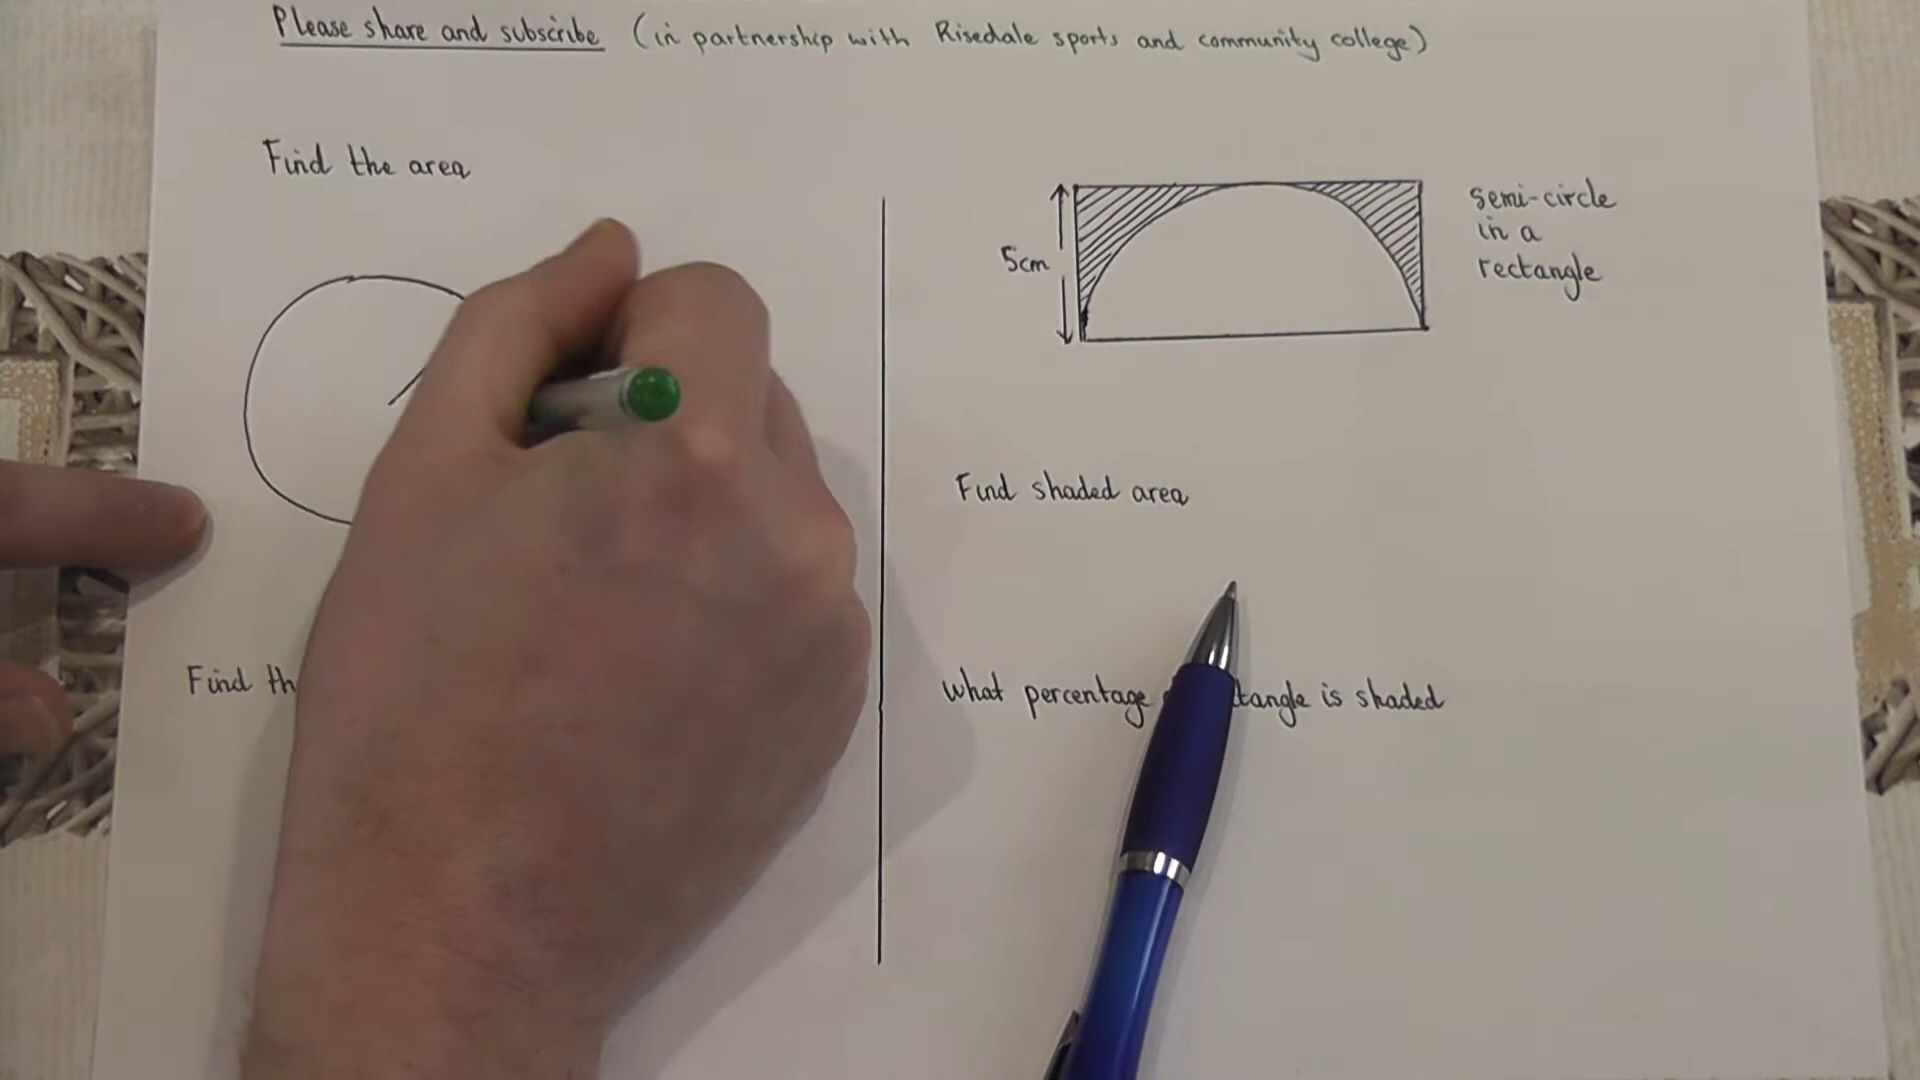 Please share and subscribe (in partnership with Risedale sports and community college)
Find the area
5cm
semi-circle
in a
rectangle
Find shaded area
Find th
what percentage tangle is shaded